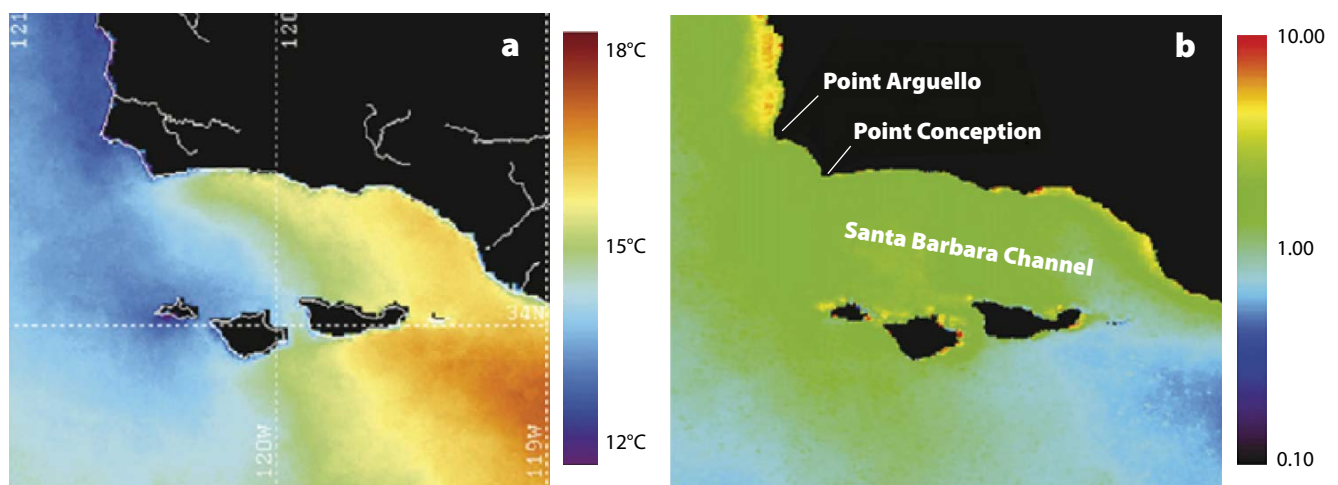 121
120
a
18°C
15°C
12°C
34N
120W
119W
b
Point Arguello
Point Conception
Santa Barbara Channel
10.00
1.00
0.10